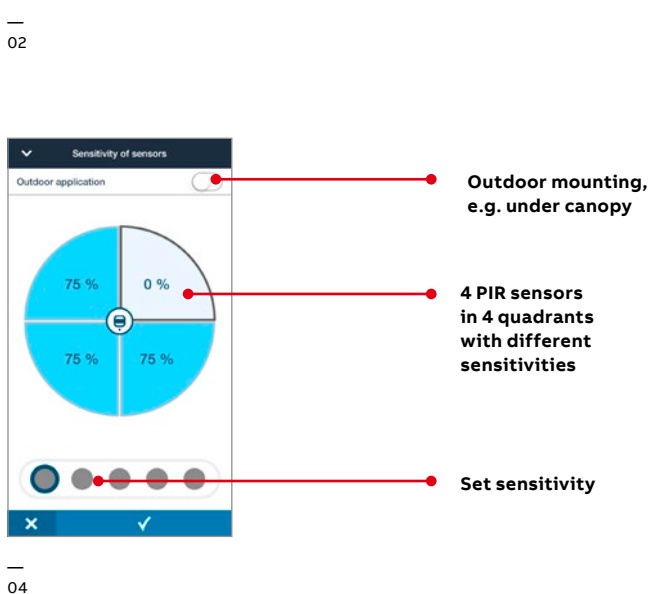 —
02
Sensitivity of sensors
Outdoor application
Outdoor mounting,
e.g. under canopy
75 %
0 %
4 PIR sensors
in 4 quadrants
with different
sensitivities
75 %
75 %
Set sensitivity
—
04